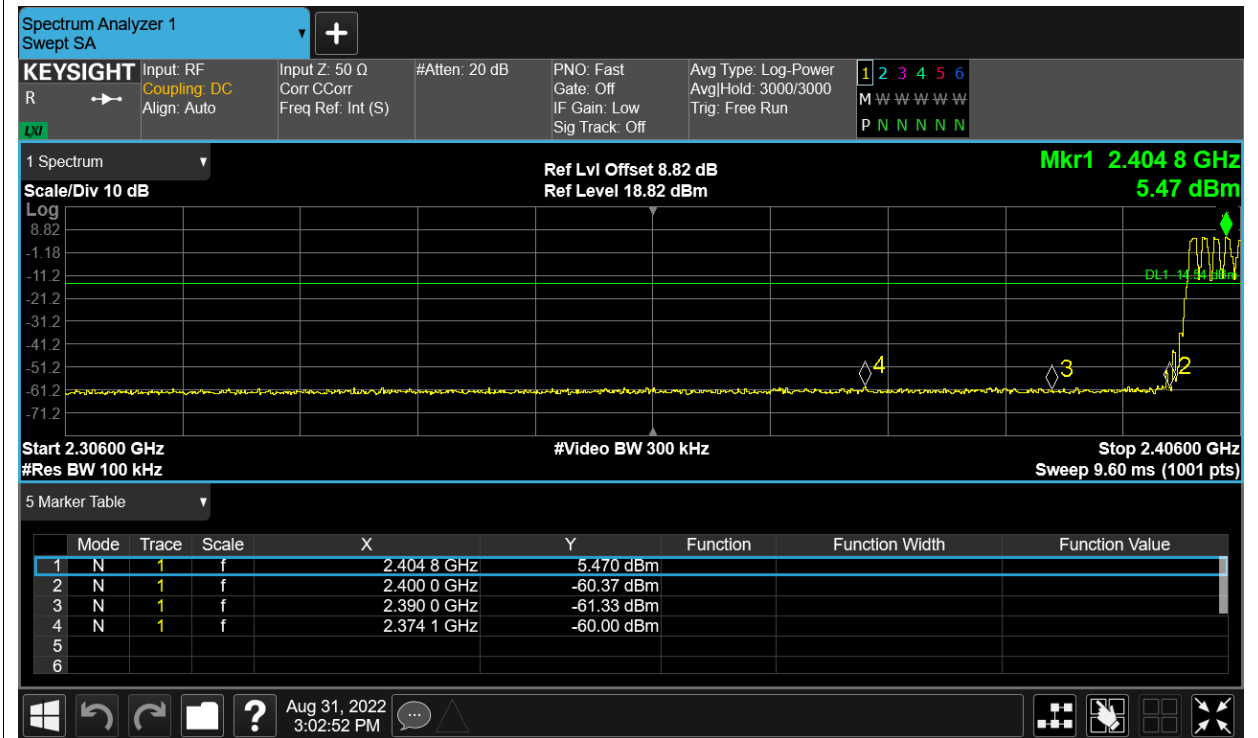 Spectrum Analyzer 1
Swept SA
KEYSIGHT
R
LXI
Input: RF
Coupling: DC
Align: Auto
Input Z: 50 Ω
Corr CCorr
Freq Ref: Int (S)
#Atten: 20 dB
PNO: Fast
Gate: Off
IF Gain: Low
Sig Track: Off
Avg Type: Log-Power
Avg|Hold: 3000/3000
Trig: Free Run
1 2 3 4 5 6
M W W W W W
P N N N N N
1 Spectrum
Scale/Div 10 dB
Ref Lvl Offset 8.82 dB
Ref Level 18.82 dBm
Mkr1 2.404 8 GHz
5.47 dBm
Log
8.82
-1.18
-11.2
-21.2
-31.2
-41.2
-51.2
-61.2
-71.2
4
3
2
Start 2.30600 GHz
#Res BW 100 kHz
#Video BW 300 kHz
Stop 2.40600 GHz
Sweep 9.60 ms (1001 pts)
5 Marker Table
Mode Trace Scale X Y Function Function Width Function Value
1 N 1 f 2.404 8 GHz 5.470 dBm
2 N 1 f 2.400 0 GHz -60.37 dBm
3 N 1 f 2.390 0 GHz -61.33 dBm
4 N 1 f 2.374 1 GHz -60.00 dBm
5
6
?
Aug 31, 2022
3:02:52 PM